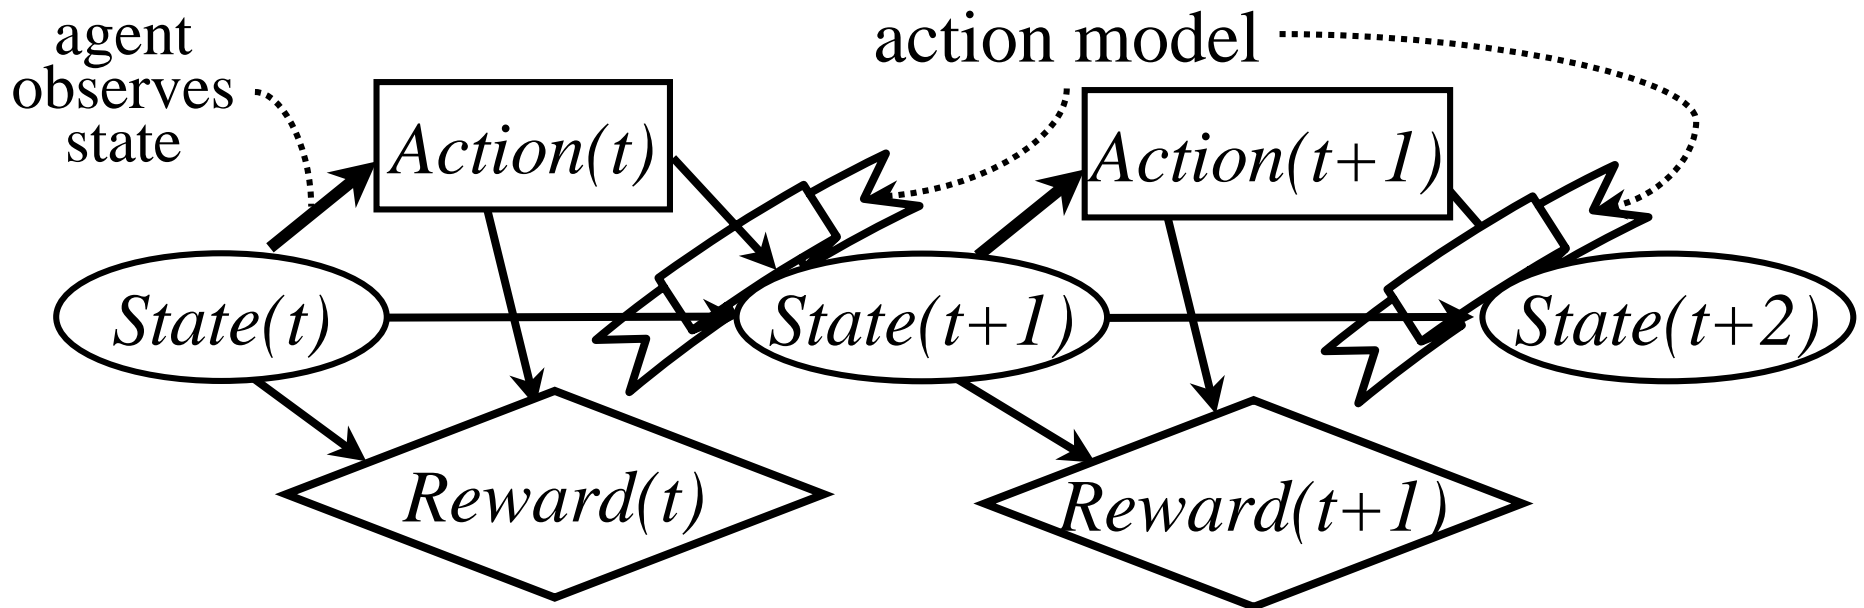 agent
observes
state
action model
Action(t)
Action(t+1)
State(t)
State(t+1)
State(t+2)
Reward(t)
Reward(t+1)